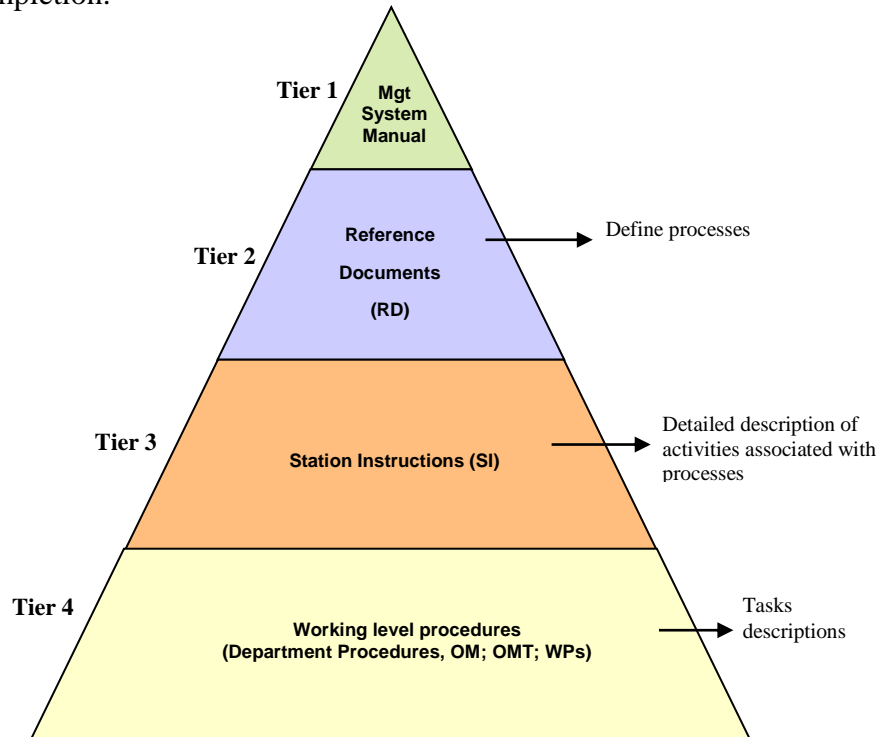 Tier 1
Mgt
System
Manual
Tier 2
Reference
Documents
(RD)
Define processes
Tier 3
Station Instructions (SI)
Detailed description of
activities associated with
processes
Tier 4
Working level procedures
(Department Procedures, OM; OMT; WPs)
Tasks
descriptions